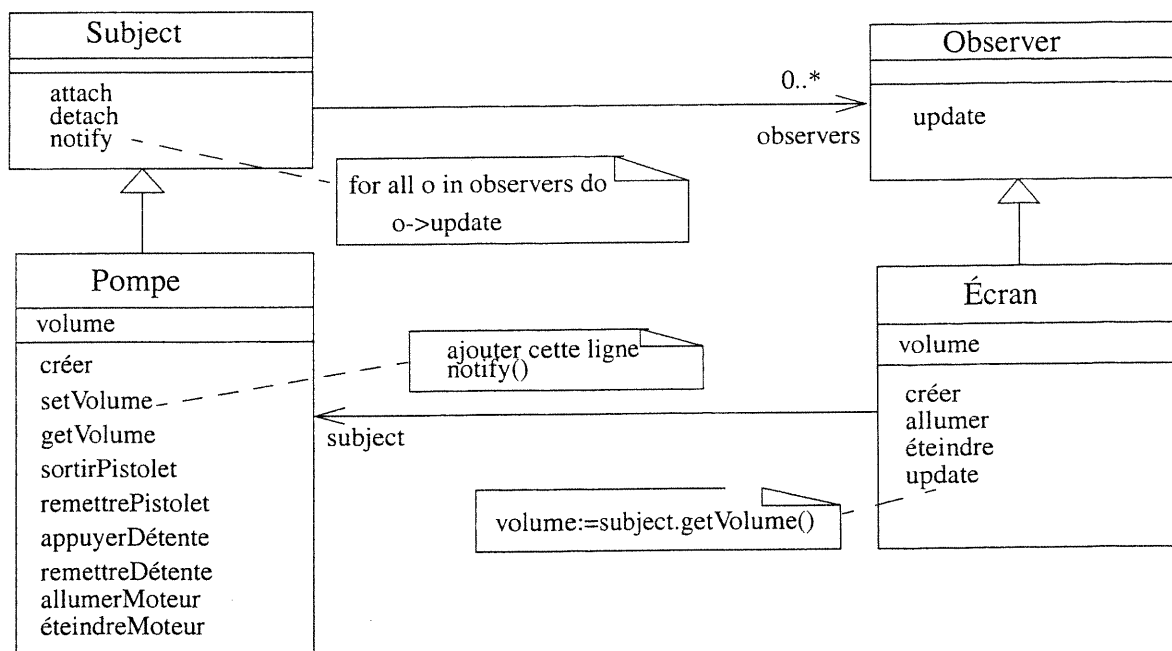 Subject
attach
detach
notify
0..*
observers
Observer
update
for all o in observers do
o->update
Pompe
volume
créer
setVolume
getVolume
sortirPistolet
remettrePistolet
appuyerDétente
remettreDétente
allumerMoteur
éteindreMoteur
ajouter cette ligne
notify()
subject
Écran
volume
créer
allumer
éteindre
update
volume:=subject.getVolume()